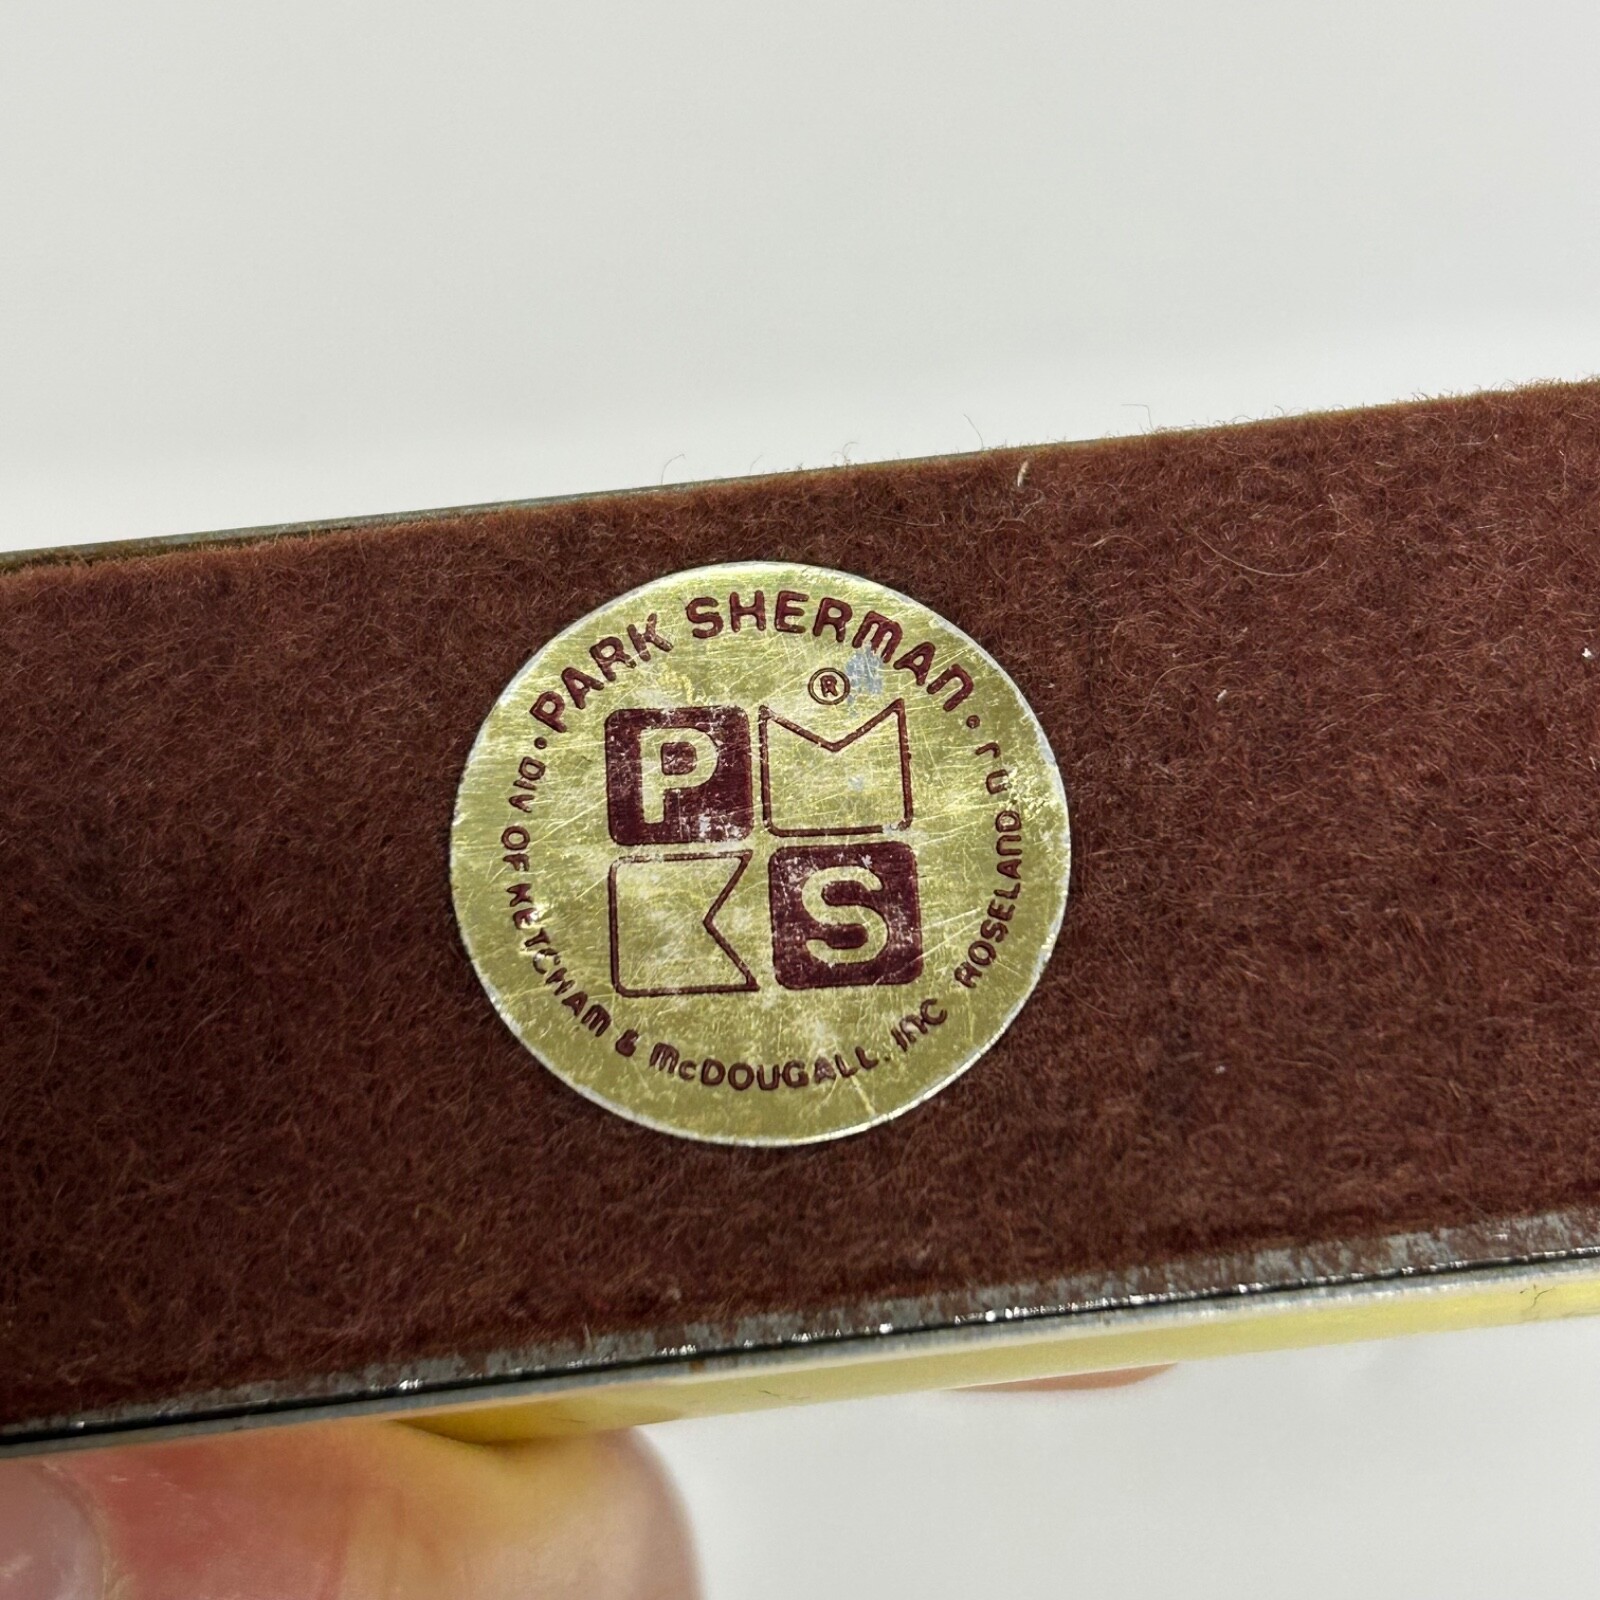 • PARK SHERMAN •
®
P
S
DIV OF KETCHAM & McDOUGALL, INC ROSELAND N.J.